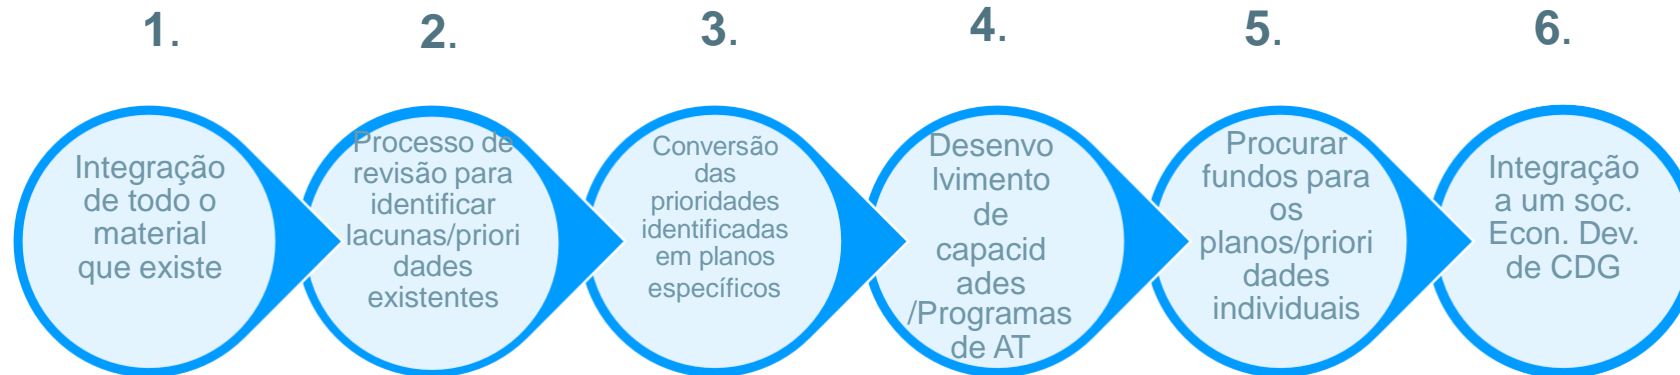 1.
Integração
de todo o
material
que existe
2.
Processo de
revisão para
identificar
lacunas/priori
dades
existentes
3.
Conversão
das
prioridades
identificadas
em planos
específicos
4.
Desenvo
lvimento
de
capacid
ades
/Programas
de AT
5.
Procurar
fundos para
os
planos/priori
dades
individuais
6.
Integração
a um soc.
Econ. Dev.
de CDG